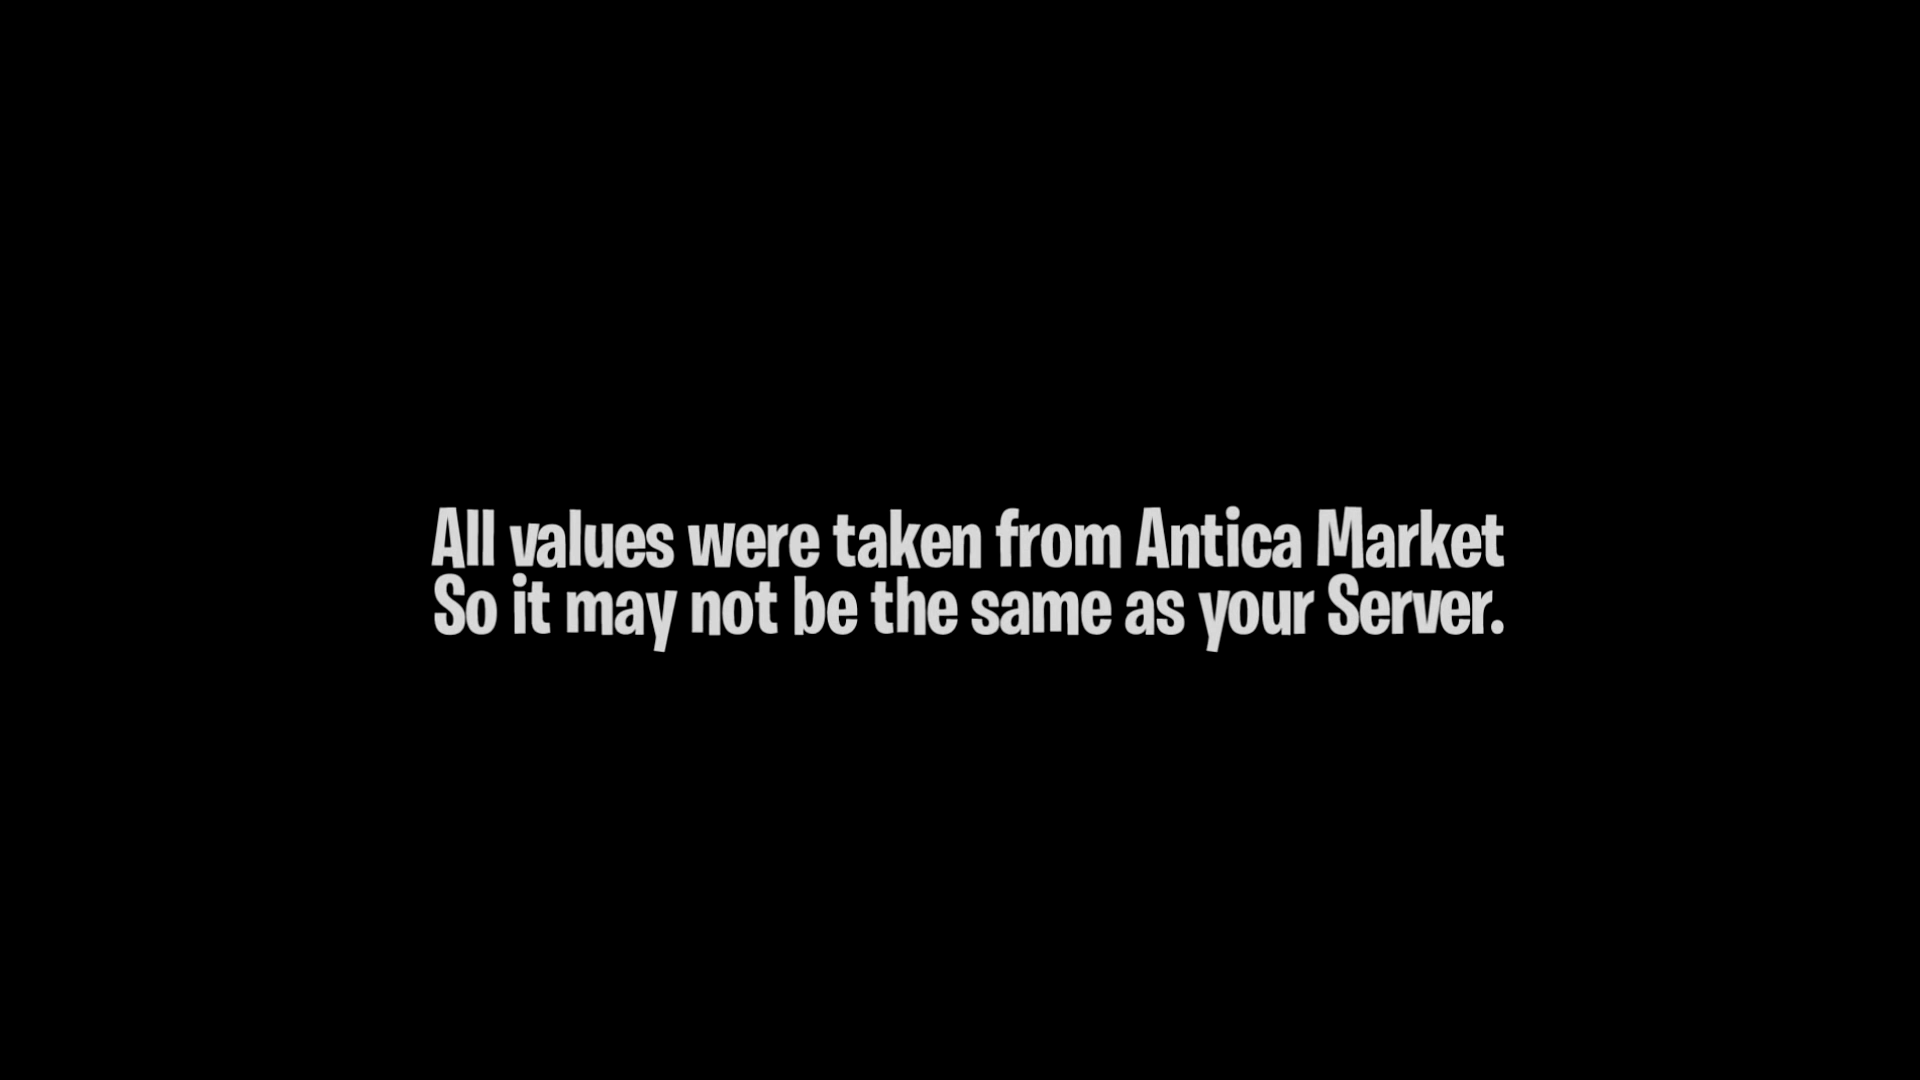 All values were taken from Antica Market
So it may not be the same as your Server.